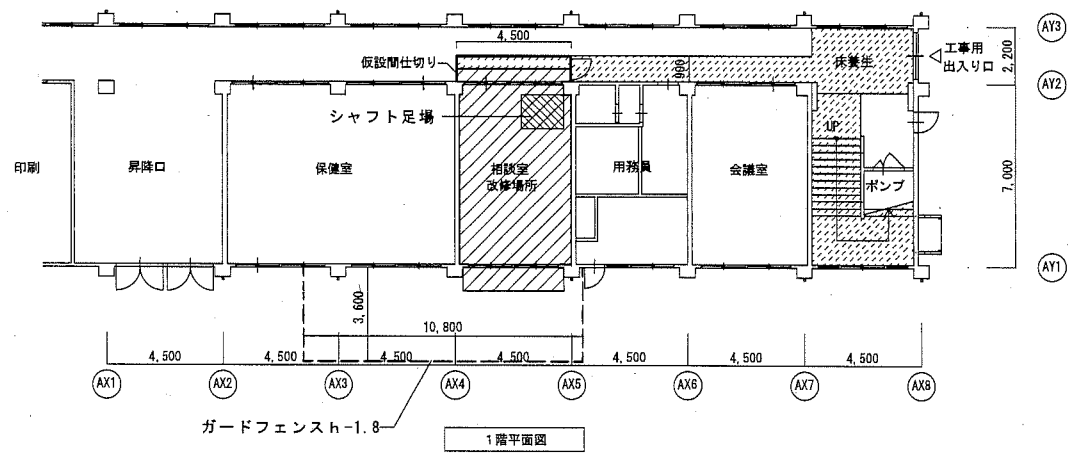 4,500
AX3→AY3
仮設間仕切り
900
床養生
工事用
出入り口
2,200
AY2
シャフト足場
UP
印刷
昇降口
保健室
相談室
改修場所
用務員
会議室
ポンプ
7,000
AY1
3,600
10,800
4,500
4,500
4,500
4,500
4,500
4,500
4,500
AX1
AX2
AX3
AX4
AX5
AX6
AX7
AX8
ガードフェンスh-1.8
1階平面図